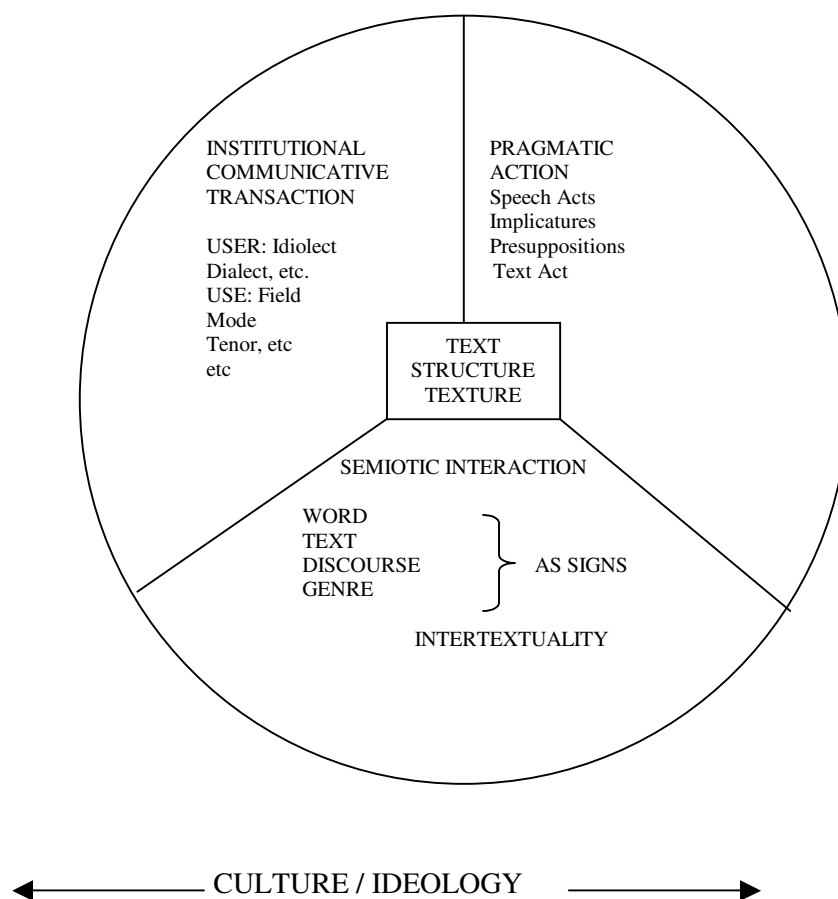 INSTITUTIONAL
COMMUNICATIVE
TRANSACTION
USER: Idiolect
Dialect, etc.
USE: Field
Mode
Tenor, etc
etc
PRAGMATIC
ACTION
Speech Acts
Implicatures
Presuppositions
Text Act
TEXT
STRUCTURE
TEXTURE
SEMIOTIC INTERACTION
WORD
TEXT
DISCOURSE
GENRE
AS SIGNS
INTERTEXTUALITY
CULTURE / IDEOLOGY